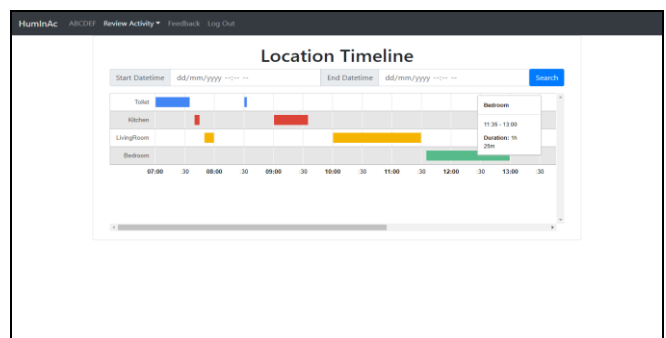 HumInAc ABCDEF Review Activity Feedback Log Out
Location Timeline
Start Datetime dd/mm/yyyy --:-- -- End Datetime dd/mm/yyyy --:-- -- Search
Toilet
Kitchen
LivingRoom
Bedroom
Bedroom
11:35 - 13:00
Duration: 1h
25m
07:00 :30 08:00 :30 09:00 :30 10:00 :30 11:00 :30 12:00 :30 13:00 :30